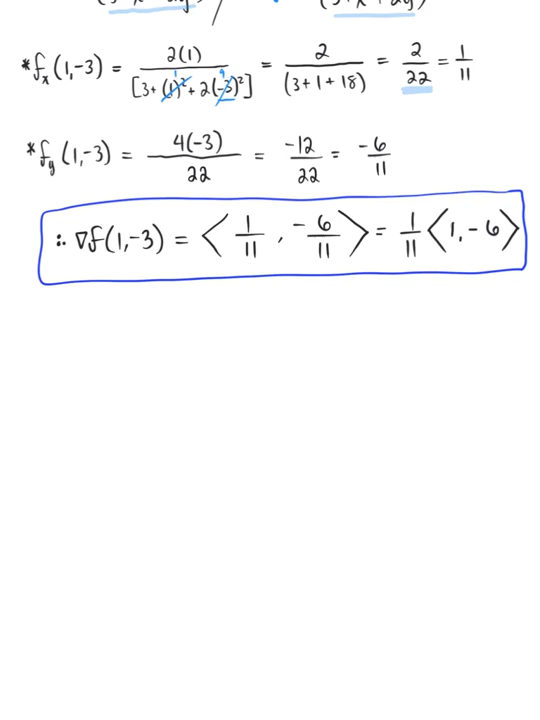 *fₓ(1,-3) = 2(1) / [3+(1)²+2(-3)²] = 2 / (3+1+18) = 2/22 = 1/11
*f_y(1,-3) = 4(-3) / 22 = -12/22 = -6/11
∴ ∇f(1,-3) = ⟨1/11, -6/11⟩ = 1/11 ⟨1,-6⟩